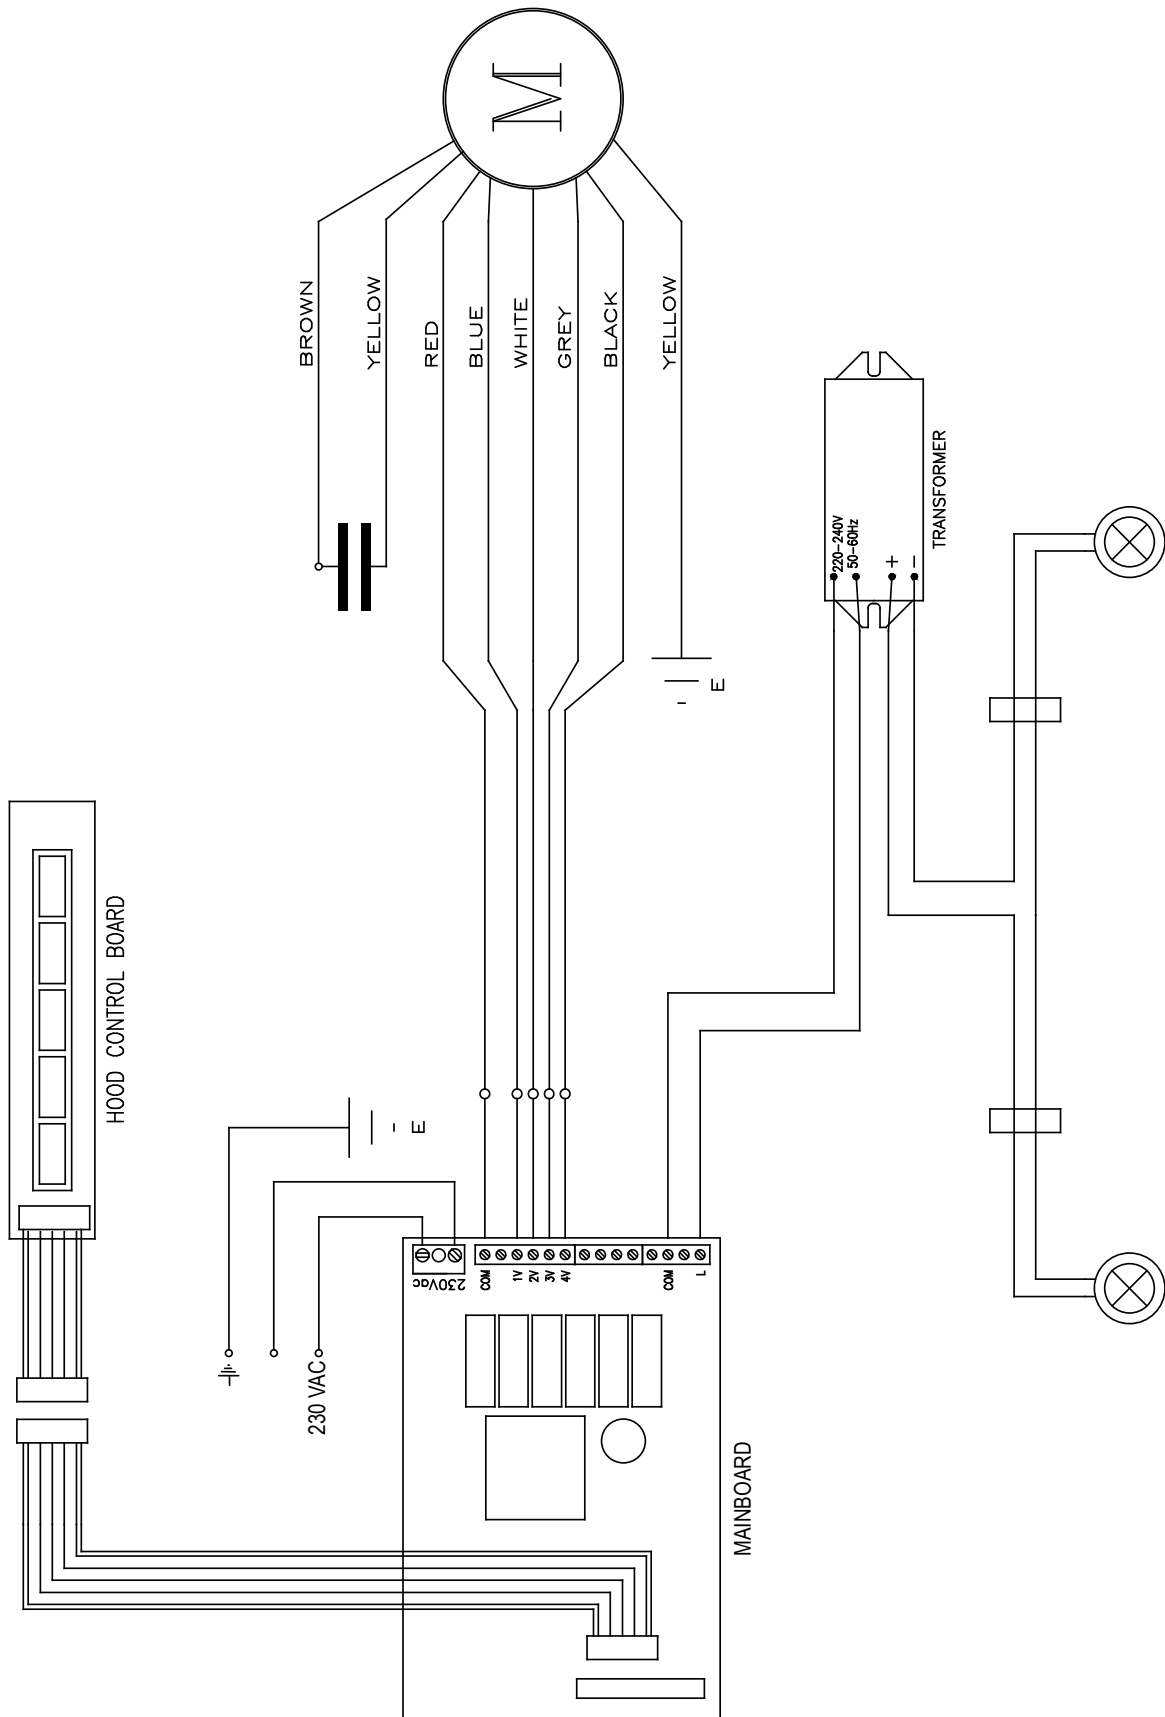 M
BROWN
YELLOW
RED
BLUE
WHITE
GREY
BLACK
YELLOW
E
220-240V
50-60Hz
+
-
TRANSFORMER
HOOD CONTROL BOARD
E
230 VAC
230Vac
COM
1V
2V
3V
4V
COM
L
MAINBOARD